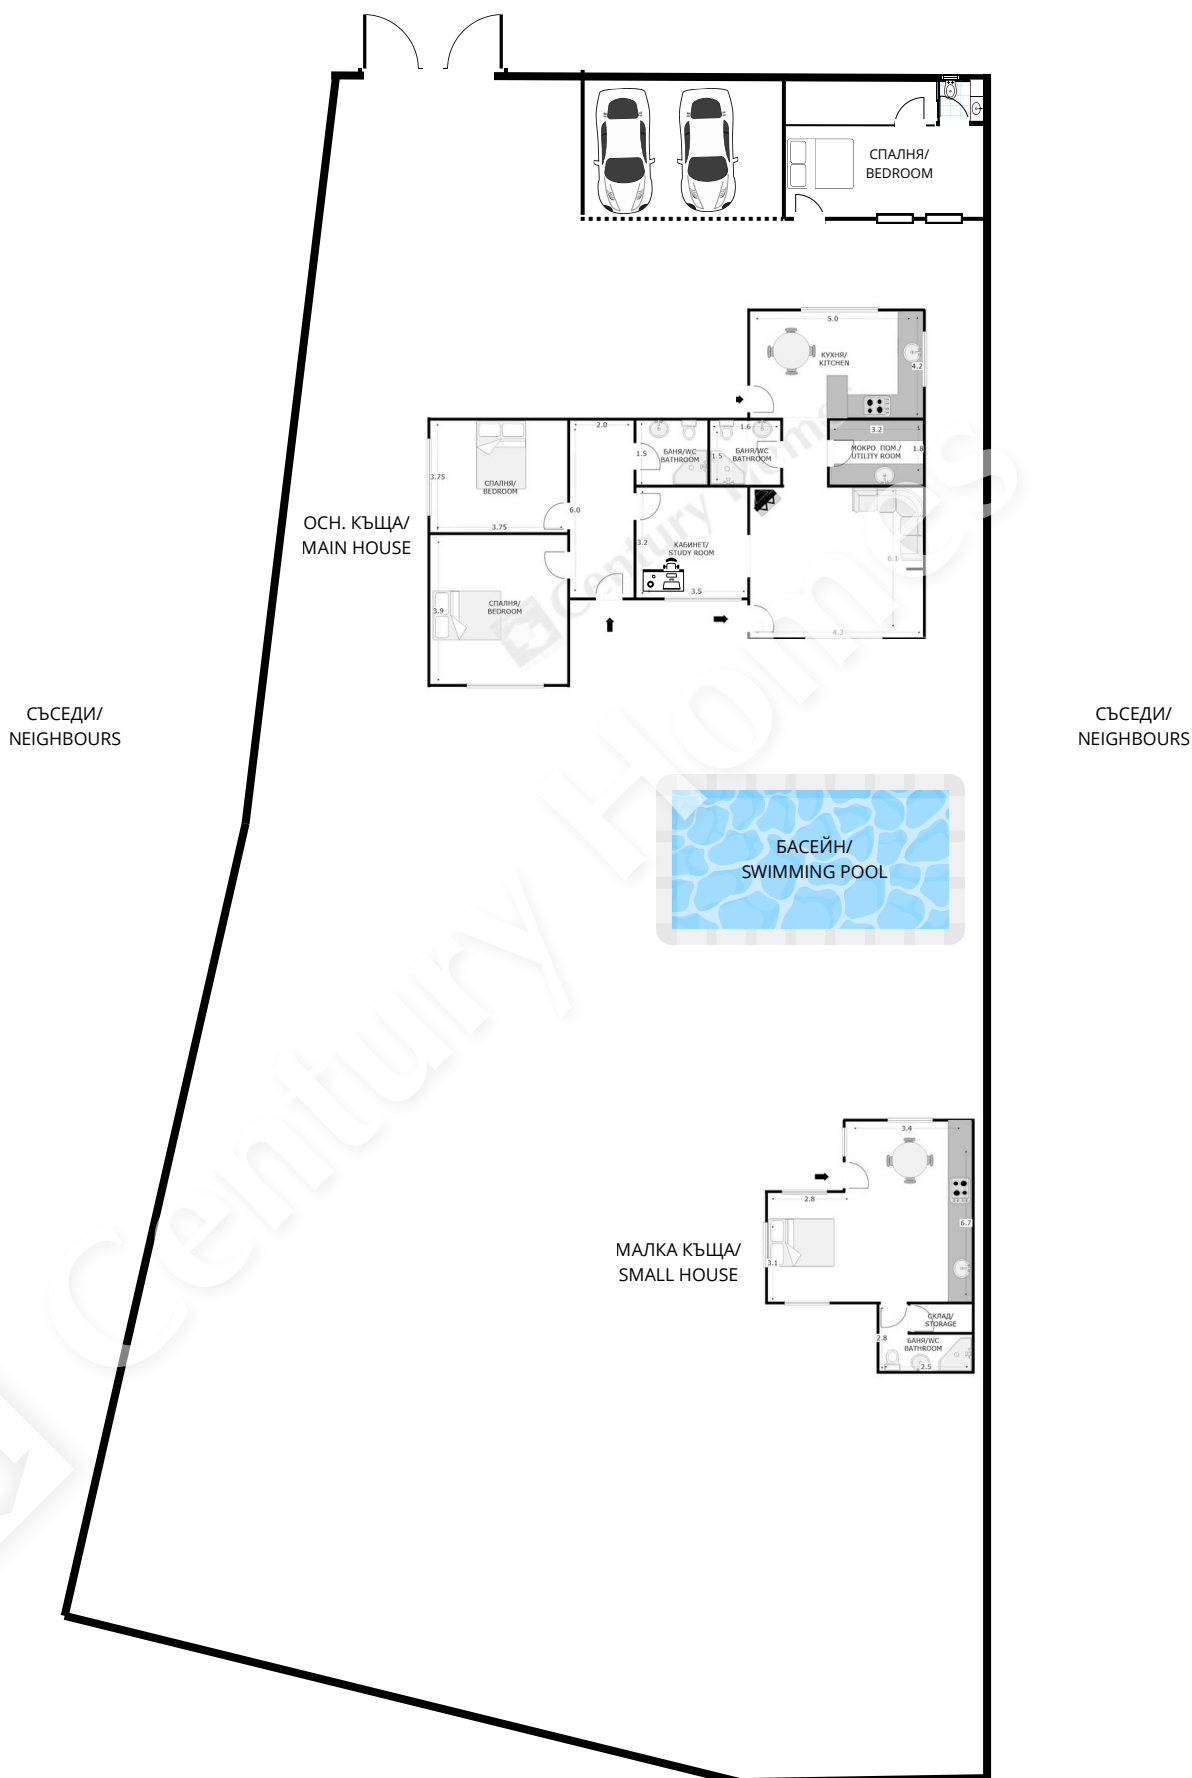 СПАЛНЯ/
BEDROOM
5.0
КУХНЯ/
KITCHEN
4.2
2.0
1.6
3.2
1.5
БАНЯ/WC
BATHROOM
1.5
БАНЯ/WC
BATHROOM
МОКРО ПОМ./
UTILITY ROOM
1.8
3.75
СПАЛНЯ/
BEDROOM
3.75
6.0
ОСН. КЪЩА/
MAIN HOUSE
3.2
КАБИНЕТ/
STUDY ROOM
3.5
6.1
4.3
3.9
СПАЛНЯ/
BEDROOM
Century Homes
СЪСЕДИ/
NEIGHBOURS
СЪСЕДИ/
NEIGHBOURS
БАСЕЙН/
SWIMMING POOL
Century Homes
3.4
2.8
6.7
3.1
МАЛКА КЪЩА/
SMALL HOUSE
СКЛАД/
STORAGE
2.8
БАНЯ/WC
BATHROOM
2.5